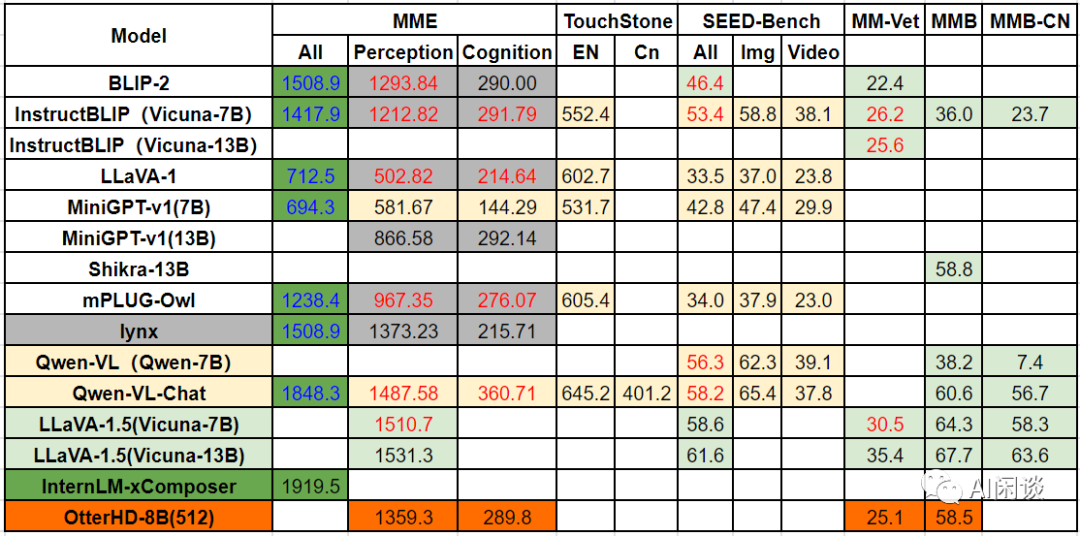 Model MME TouchStone SEED-Bench MM-Vet MMB MMB-CN
All Perception Cognition EN Cn All Img Video
BLIP-2 1508.9 1293.84 290.00 46.4 22.4
InstructBLIP（Vicuna-7B） 1417.9 1212.82 291.79 552.4 53.4 58.8 38.1 26.2 36.0 23.7
InstructBLIP（Vicuna-13B） 25.6
LLaVA-1 712.5 502.82 214.64 602.7 33.5 37.0 23.8
MiniGPT-v1(7B) 694.3 581.67 144.29 531.7 42.8 47.4 29.9
MiniGPT-v1(13B) 866.58 292.14
Shikra-13B 58.8
mPLUG-Owl 1238.4 967.35 276.07 605.4 34.0 37.9 23.0
lynx 1508.9 1373.23 215.71
Qwen-VL（Qwen-7B） 56.3 62.3 39.1 38.2 7.4
Qwen-VL-Chat 1848.3 1487.58 360.71 645.2 401.2 58.2 65.4 37.8 60.6 56.7
LLaVA-1.5(Vicuna-7B) 1510.7 58.6 30.5 64.3 58.3
LLaVA-1.5(Vicuna-13B) 1531.3 61.6 35.4 67.7 63.6
InternLM-xComposer 1919.5
AI闲谈
OtterHD-8B(512) 1359.3 289.8 25.1 58.5